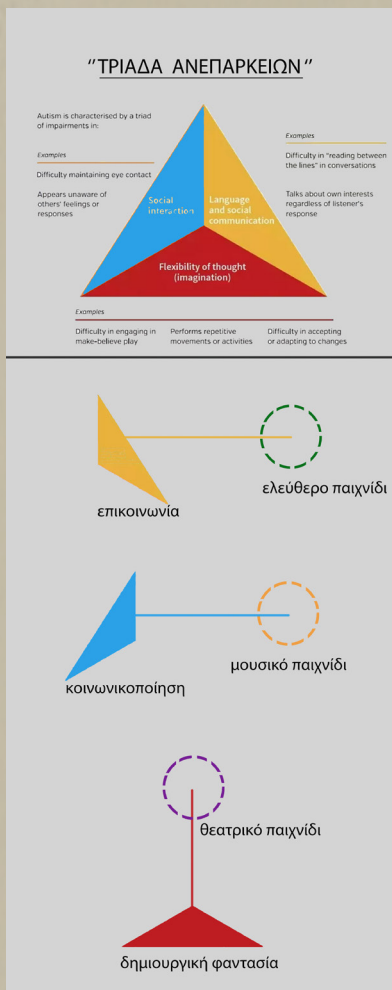 "ΤΡΙΑΔΑ ΑΝΕΠΑΡΚΕΙΩΝ"
Autism is characterised by a triad
of impairments in:
Examples
Difficulty maintaining eye contact
Appears unaware of
others' feelings or
responses
Examples
Difficulty in "reading between
the lines" in conversations
Talks about own interests
regardless of listener's
response
Social
interaction
Language
and social
communication
Flexibility of thought
(imagination)
Examples
Difficulty in engaging in
make-believe play
Performs repetitive
movements or activities
Difficulty in accepting
or adapting to changes
επικοινωνία
ελεύθερο παιχνίδι
κοινωνικοποίηση
μουσικό παιχνίδι
θεατρικό παιχνίδι
δημιουργική φαντασία